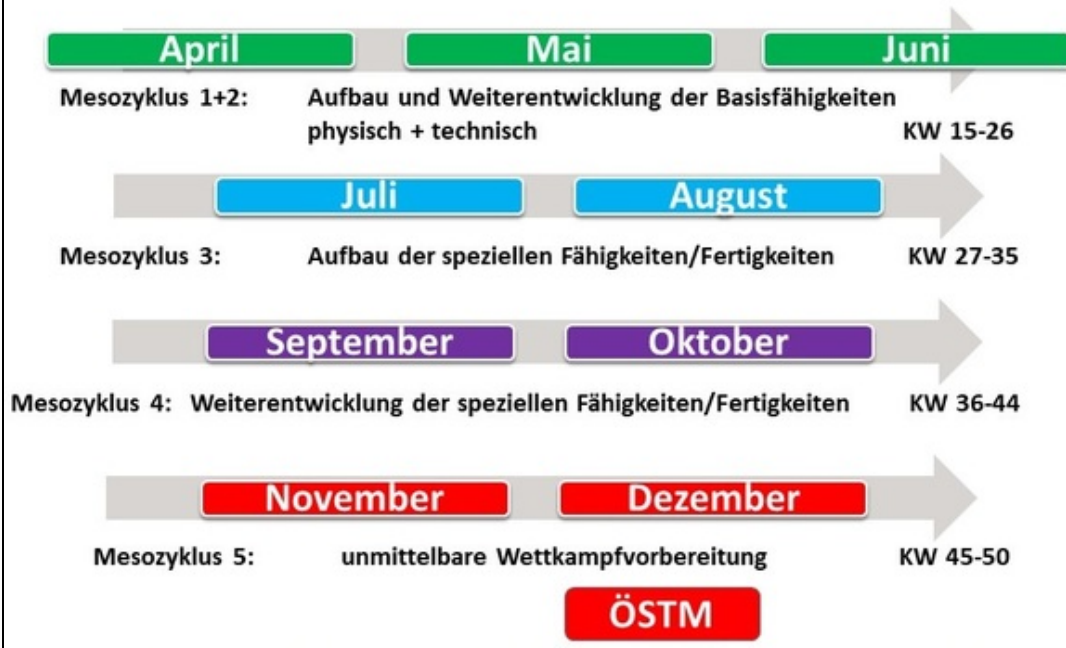 April Mai Juni
Mesozyklus 1+2: Aufbau und Weiterentwicklung der Basisfähigkeiten
physisch + technisch KW 15-26
Juli August
Mesozyklus 3: Aufbau der speziellen Fähigkeiten/Fertigkeiten KW 27-35
September Oktober
Mesozyklus 4: Weiterentwicklung der speziellen Fähigkeiten/Fertigkeiten KW 36-44
November Dezember
Mesozyklus 5: unmittelbare Wettkampfvorbereitung KW 45-50
ÖSTM